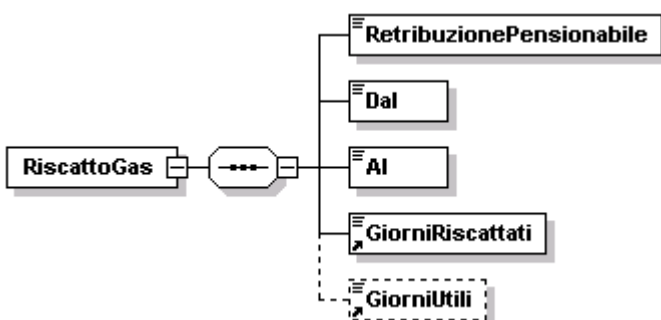 RetribuzionePensionabile
Dal
RiscattoGas
Al
GiorniRiscattati
GiorniUtili